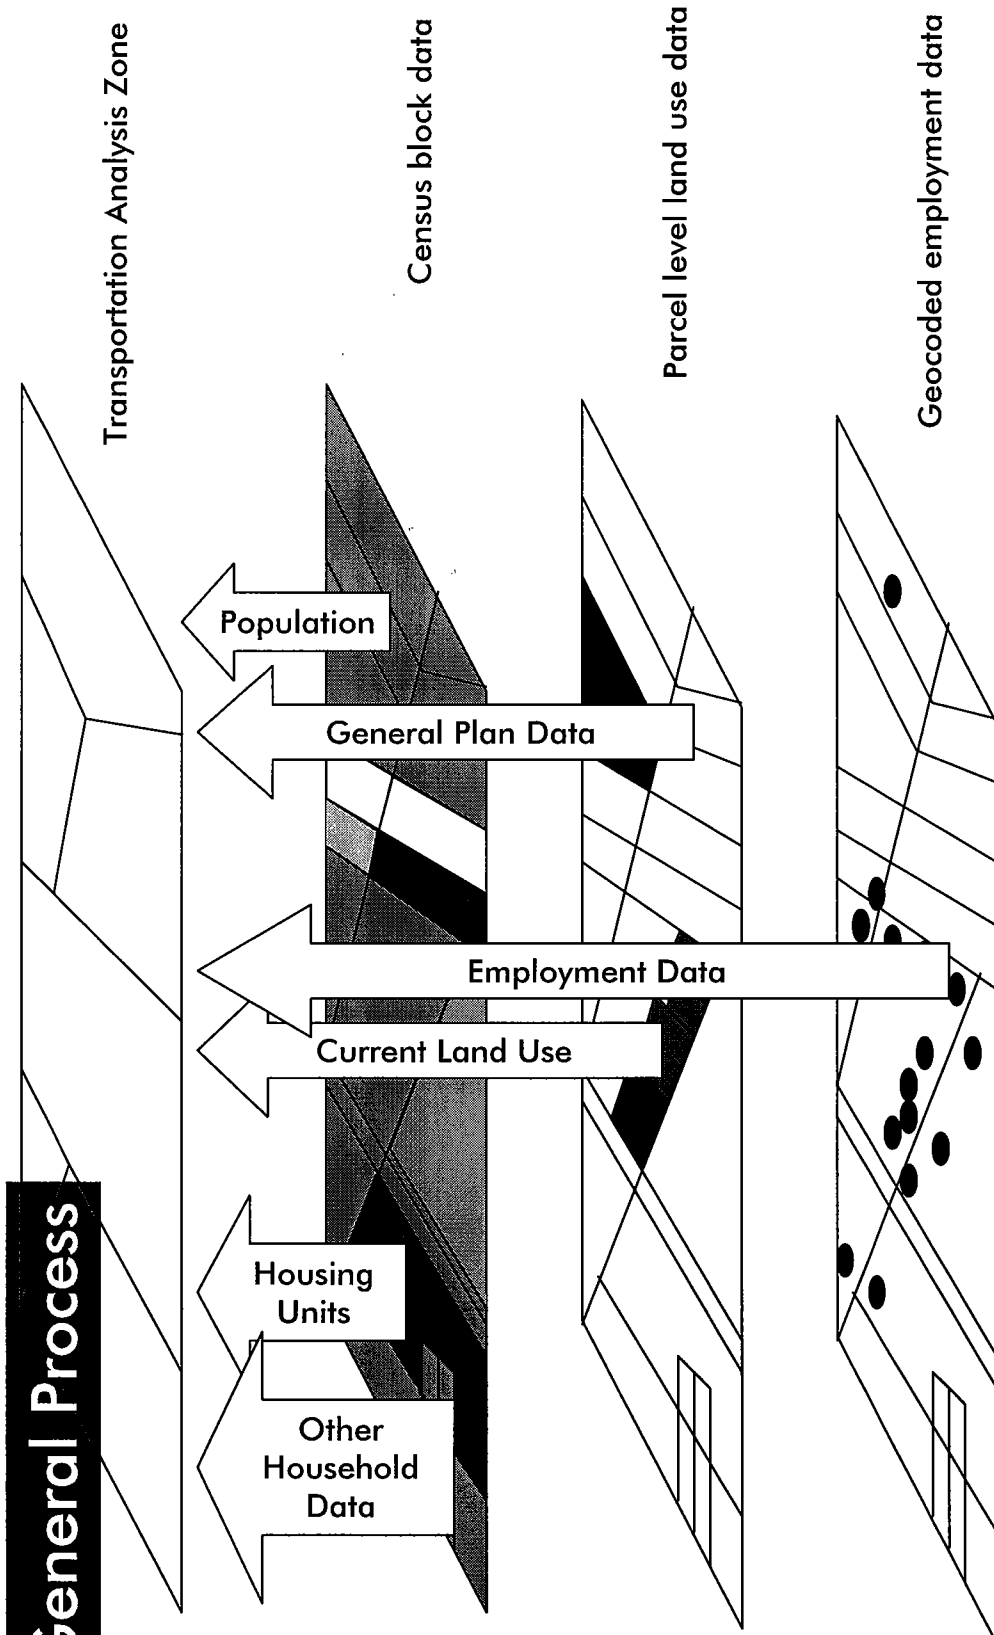 General Process
Transportation Analysis Zone
Population
General Plan Data
Employment Data
Current Land Use
Housing
Units
Other
Household
Data
Census block data
Parcel level land use data
Geocoded employment data